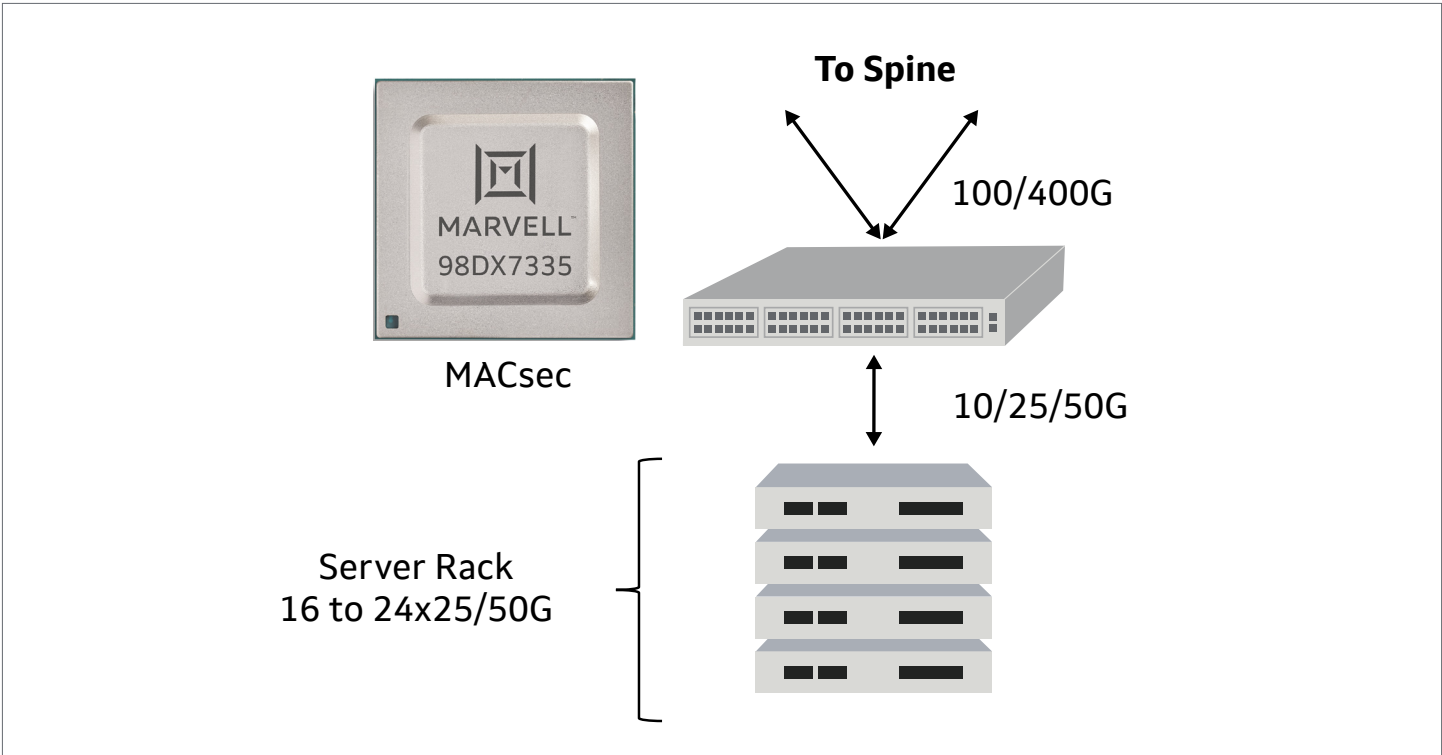 To Spine
MARVELL™
98DX7335
100/400G
MACsec
10/25/50G
Server Rack
16 to 24x25/50G